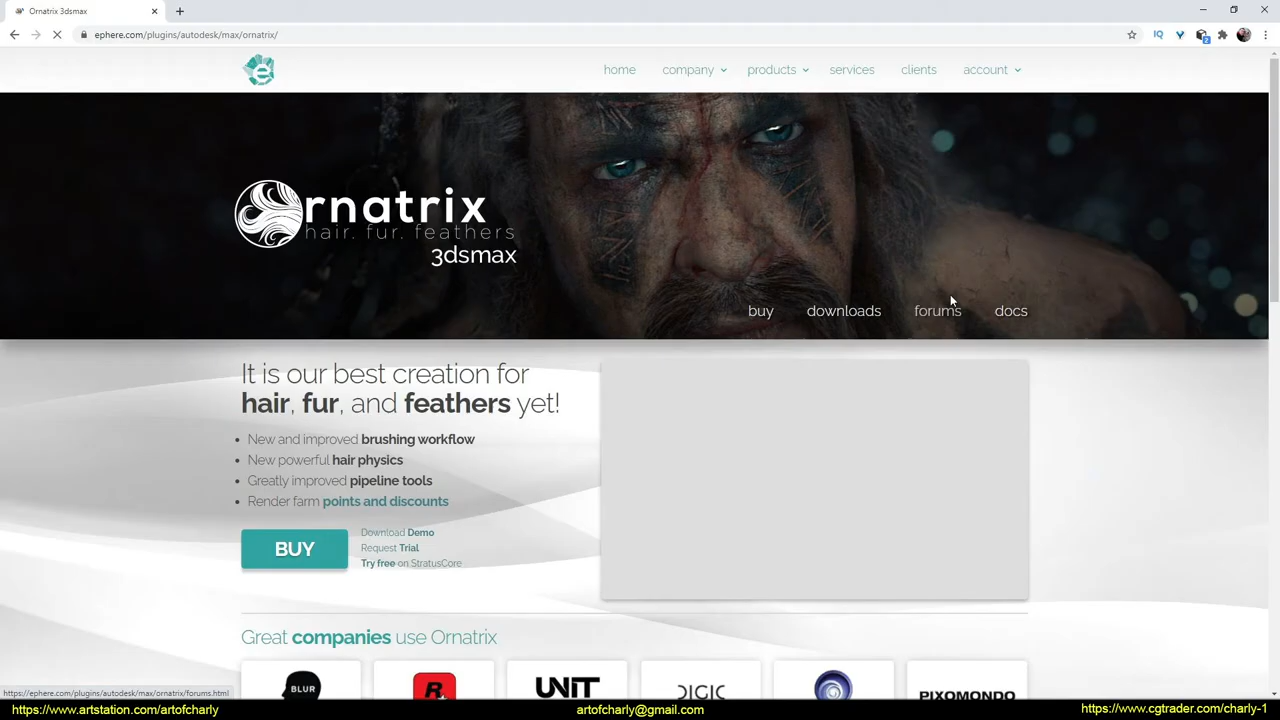 Ornatrix 3dsmax
ephere.com/plugins/autodesk/max/ornatrix/
IQ
2
e
home company products services clients account
rnatrix
hair. fur. feathers
3dsmax
buy downloads forums docs
It is our best creation for
hair, fur, and feathers yet!
New and improved brushing workflow
New powerful hair physics
Greatly improved pipeline tools
Render farm points and discounts
BUY
Download Demo
Request Trial
Try free on StratusCore
Great companies use Ornatrix
BLUR
R
UNIT
DIGIC
PIXOMONDO
https://ephere.com/plugins/autodesk/max/ornatrix/forums.html
https://www.artstation.com/artofcharly artofcharly@gmail.com https://www.cgtrader.com/charly-1